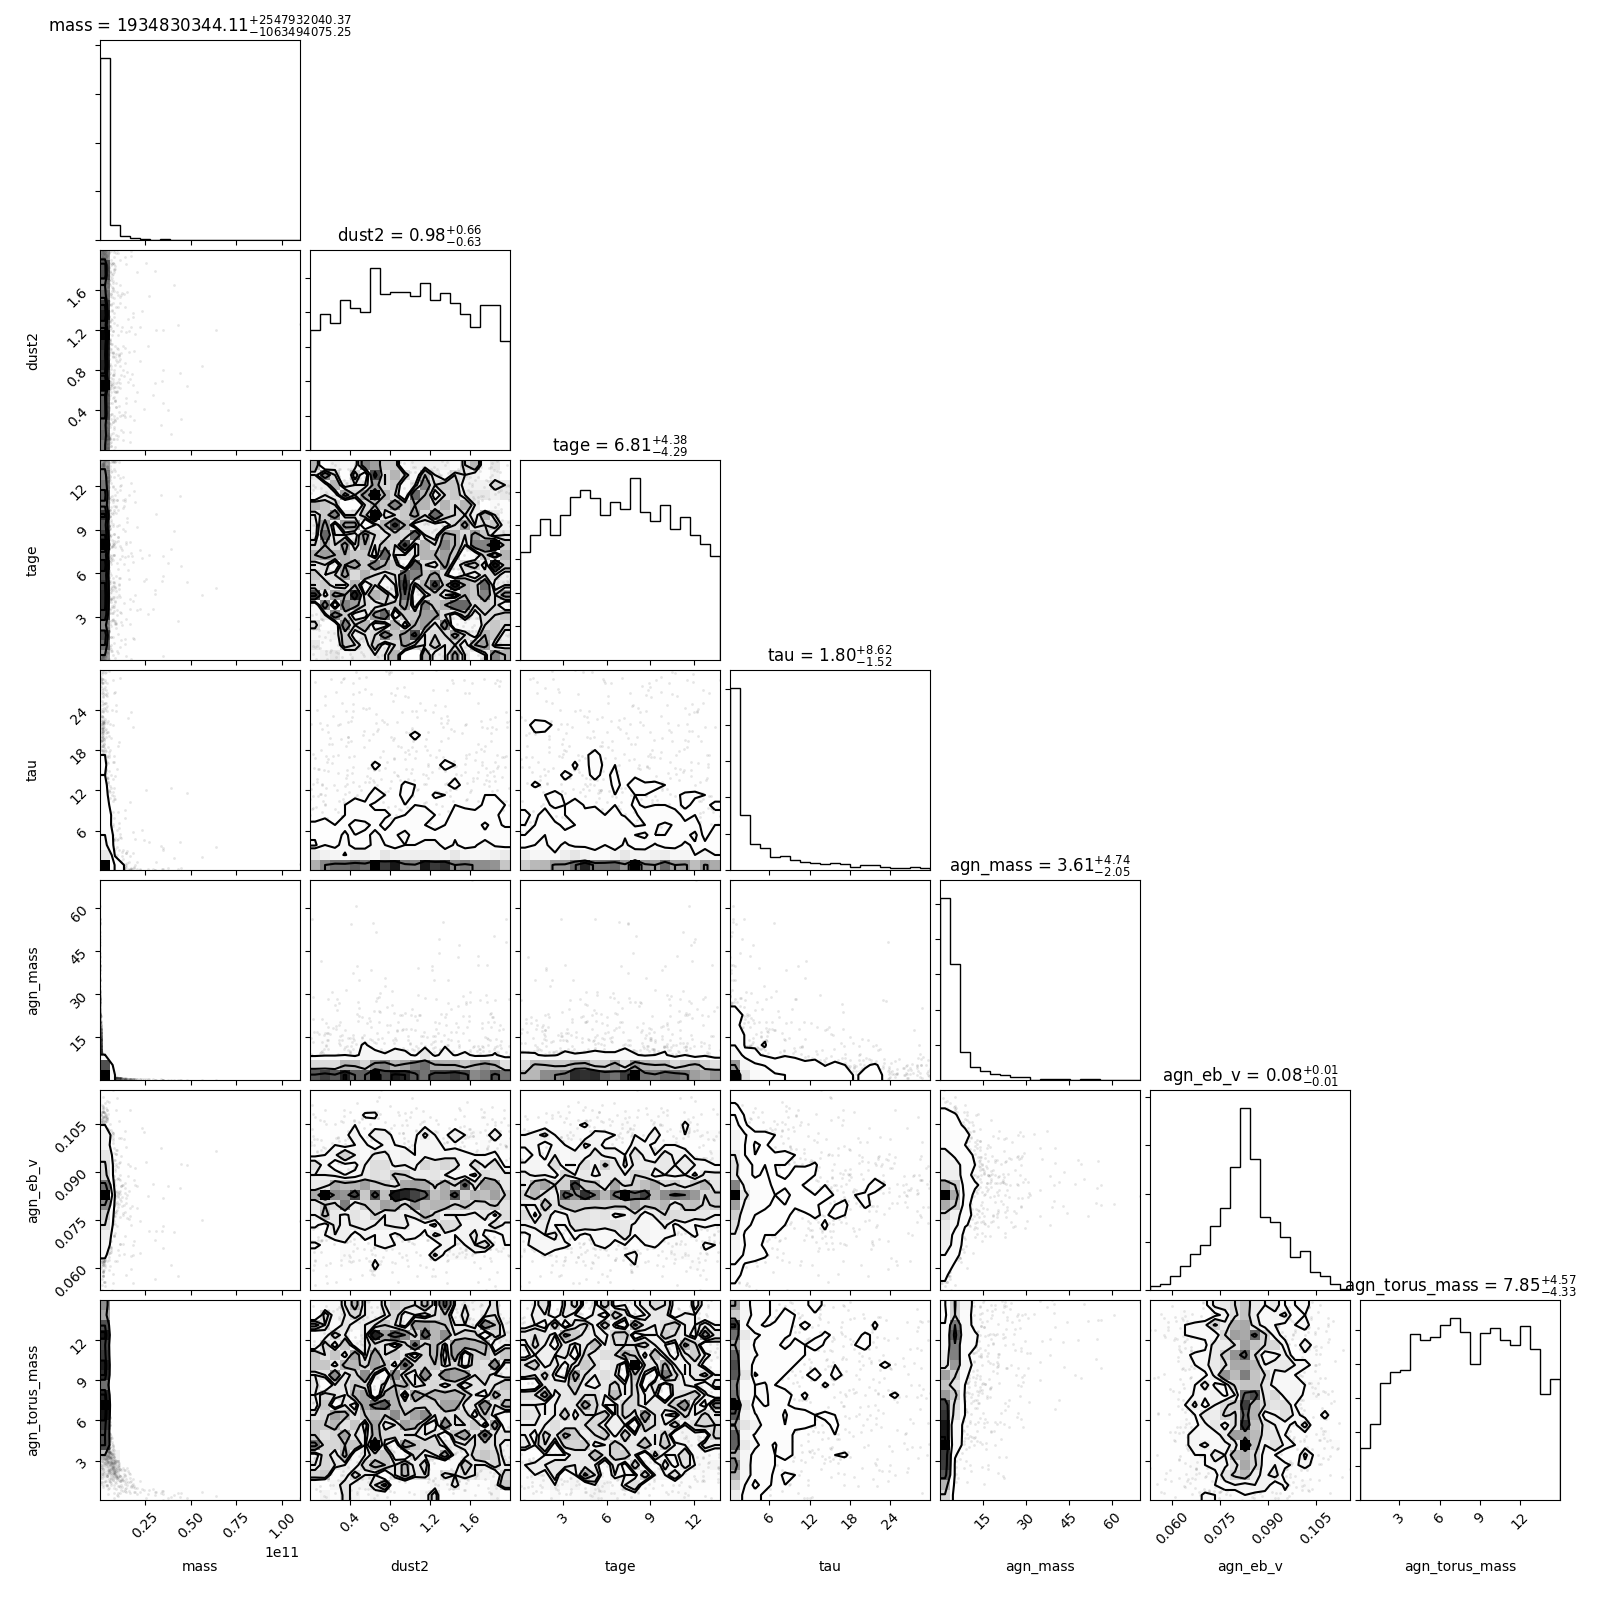 mass = 1934830344.11+2547932040.37−1063494075.25
dust2 = 0.98+0.66−0.63
1.6
1.2
0.8
0.4
dust2
tage = 6.81+4.38−4.29
12
9
6
3
tage
tau = 1.80+8.62−1.52
24
18
12
6
tau
agn_mass = 3.61+4.74−2.05
60
45
30
15
agn_mass
agn_eb_v = 0.08+0.01−0.01
0.105
0.090
0.075
0.060
agn_eb_v
agn_torus_mass = 7.85+4.57−4.33
12
9
6
3
agn_torus_mass
0.25 0.50 0.75 1.00 0.4 0.8 1.2 1.6 3 6 9 12 6 12 18 24 15 30 45 60 0.060 0.075 0.090 0.105 3 6 9 12
1e11
mass dust2 tage tau agn_mass agn_eb_v agn_torus_mass